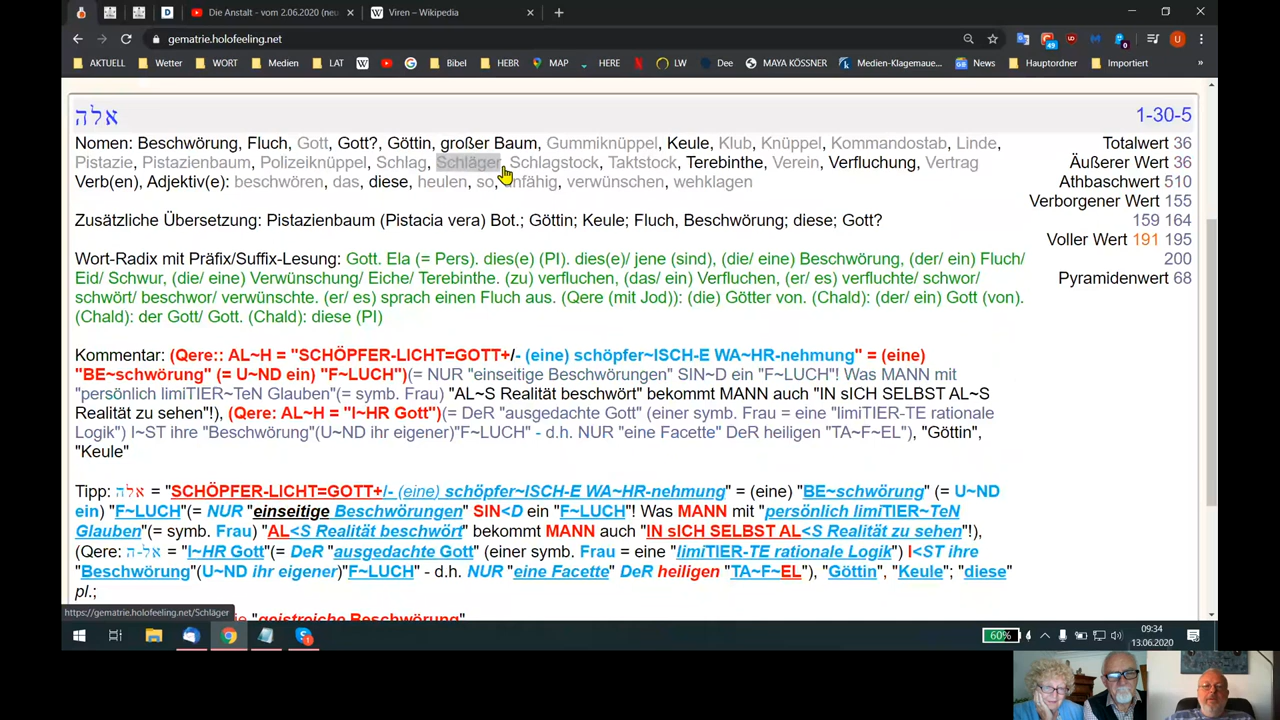 Die Anstalt - vom 2.06.2020 (neu
Viren – Wikipedia
gematrie.holofeeling.net
AKTUELL
Wetter
WORT
Medien
LAT
Bibel
HEBR
MAP
HERE
LW
Dee
MAYA KÖSSNER
Medien-Klagemaue...
News
Hauptordner
Importiert
אלה
1-30-5
Nomen: Beschwörung, Fluch, Gott, Gott?, Göttin, großer Baum, Gummiknüppel, Keule, Klub, Knüppel, Kommandostab, Linde,
Pistazie, Pistazienbaum, Polizeiknüppel, Schlag, Schläger, Schlagstock, Taktstock, Terebinthe, Verein, Verfluchung, Vertrag
Verb(en), Adjektiv(e): beschwören, das, diese, heulen, so, unfähig, verwünschen, wehklagen
Totalwert 36
Äußerer Wert 36
Athbaschwert 510
Verborgener Wert 155
159 164
Voller Wert 191 195
200
Pyramidenwert 68
Zusätzliche Übersetzung: Pistazienbaum (Pistacia vera) Bot.; Göttin; Keule; Fluch, Beschwörung; diese; Gott?
Wort-Radix mit Präfix/Suffix-Lesung: Gott. Ela (= Pers). dies(e) (PI). dies(e)/ jene (sind), (die/ eine) Beschwörung, (der/ ein) Fluch/
Eid/ Schwur, (die/ eine) Verwünschung/ Eiche/ Terebinthe. (zu) verfluchen, (das/ ein) Verfluchen, (er/ es) verfluchte/ schwor/
schwört/ beschwor/ verwünschte. (er/ es) sprach einen Fluch aus. (Qere (mit Jod)): (die) Götter von. (Chald): (der/ ein) Gott (von).
(Chald): der Gott/ Gott. (Chald): diese (PI)
Kommentar: (Qere:: AL~H = "SCHÖPFER-LICHT=GOTT+/- (eine) schöpfer~ISCH-E WA~HR-nehmung" = (eine)
"BE~schwörung" (= U~ND ein) "F~LUCH")(= NUR "einseitige Beschwörungen" SIN~D ein "F~LUCH"! Was MANN mit
"persönlich limiTIER~TeN Glauben"(= symb. Frau) "AL~S Realität beschwört" bekommt MANN auch "IN sICH SELBST AL~S
Realität zu sehen"!), (Qere: AL~H = "I~HR Gott")(= DeR "ausgedachte Gott" (einer symb. Frau = eine "limiTIER-TE rationale
Logik") I~ST ihre "Beschwörung"(U~ND ihr eigener)"F~LUCH" - d.h. NUR "eine Facette" DeR heiligen "TA~F~EL"), "Göttin",
"Keule"
Tipp: אלה = "SCHÖPFER-LICHT=GOTT+/- (eine) schöpfer~ISCH-E WA~HR-nehmung" = (eine) "BE~schwörung" (= U~ND
ein) "F~LUCH"(= NUR "einseitige Beschwörungen" SIN<D ein "F~LUCH"! Was MANN mit "persönlich limiTIER~TeN
Glauben"(= symb. Frau) "AL<S Realität beschwört" bekommt MANN auch "IN sICH SELBST AL<S Realität zu sehen"!),
(Qere: אל-ה = "I~HR Gott"(= DeR "ausgedachte Gott" (einer symb. Frau = eine "limiTIER-TE rationale Logik") I<ST ihre
"Beschwörung"(U~ND ihr eigener)"F~LUCH" - d.h. NUR "eine Facette" DeR heiligen "TA~F~EL"), "Göttin", "Keule"; "diese"
pl.;
"geistreiche Beschwörung"
https://gematrie.holofeeling.net/Schläger
60%
09:34
13.06.2020